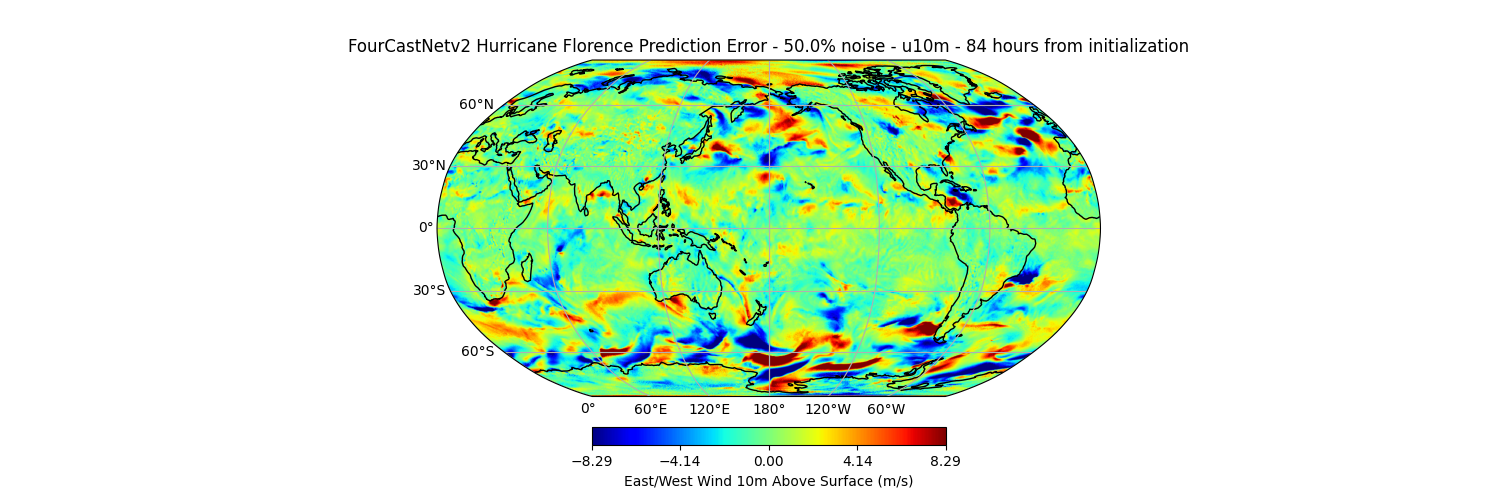 FourCastNetv2 Hurricane Florence Prediction Error - 50.0% noise - u10m - 84 hours from initialization
60°N
30°N
0°
30°S
60°S
0° 60°E 120°E 180° 120°W 60°W
−8.29 −4.14 0.00 4.14 8.29
East/West Wind 10m Above Surface (m/s)